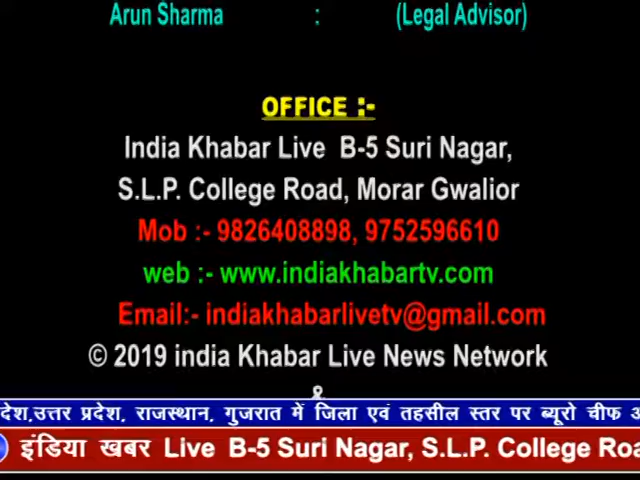 Arun Sharma : (Legal Advisor)
OFFICE :-
India Khabar Live B-5 Suri Nagar,
S.L.P. College Road, Morar Gwalior
Mob :- 9826408898, 9752596610
web :- www.indiakhabartv.com
Email:- indiakhabarlivetv@gmail.com
© 2019 india Khabar Live News Network
&
देश,उत्तर प्रदेश, राजस्थान, गुजरात में जिला एवं तहसील स्तर पर ब्यूरो चीफ
इंडिया खबर Live B-5 Suri Nagar, S.L.P. College Roa